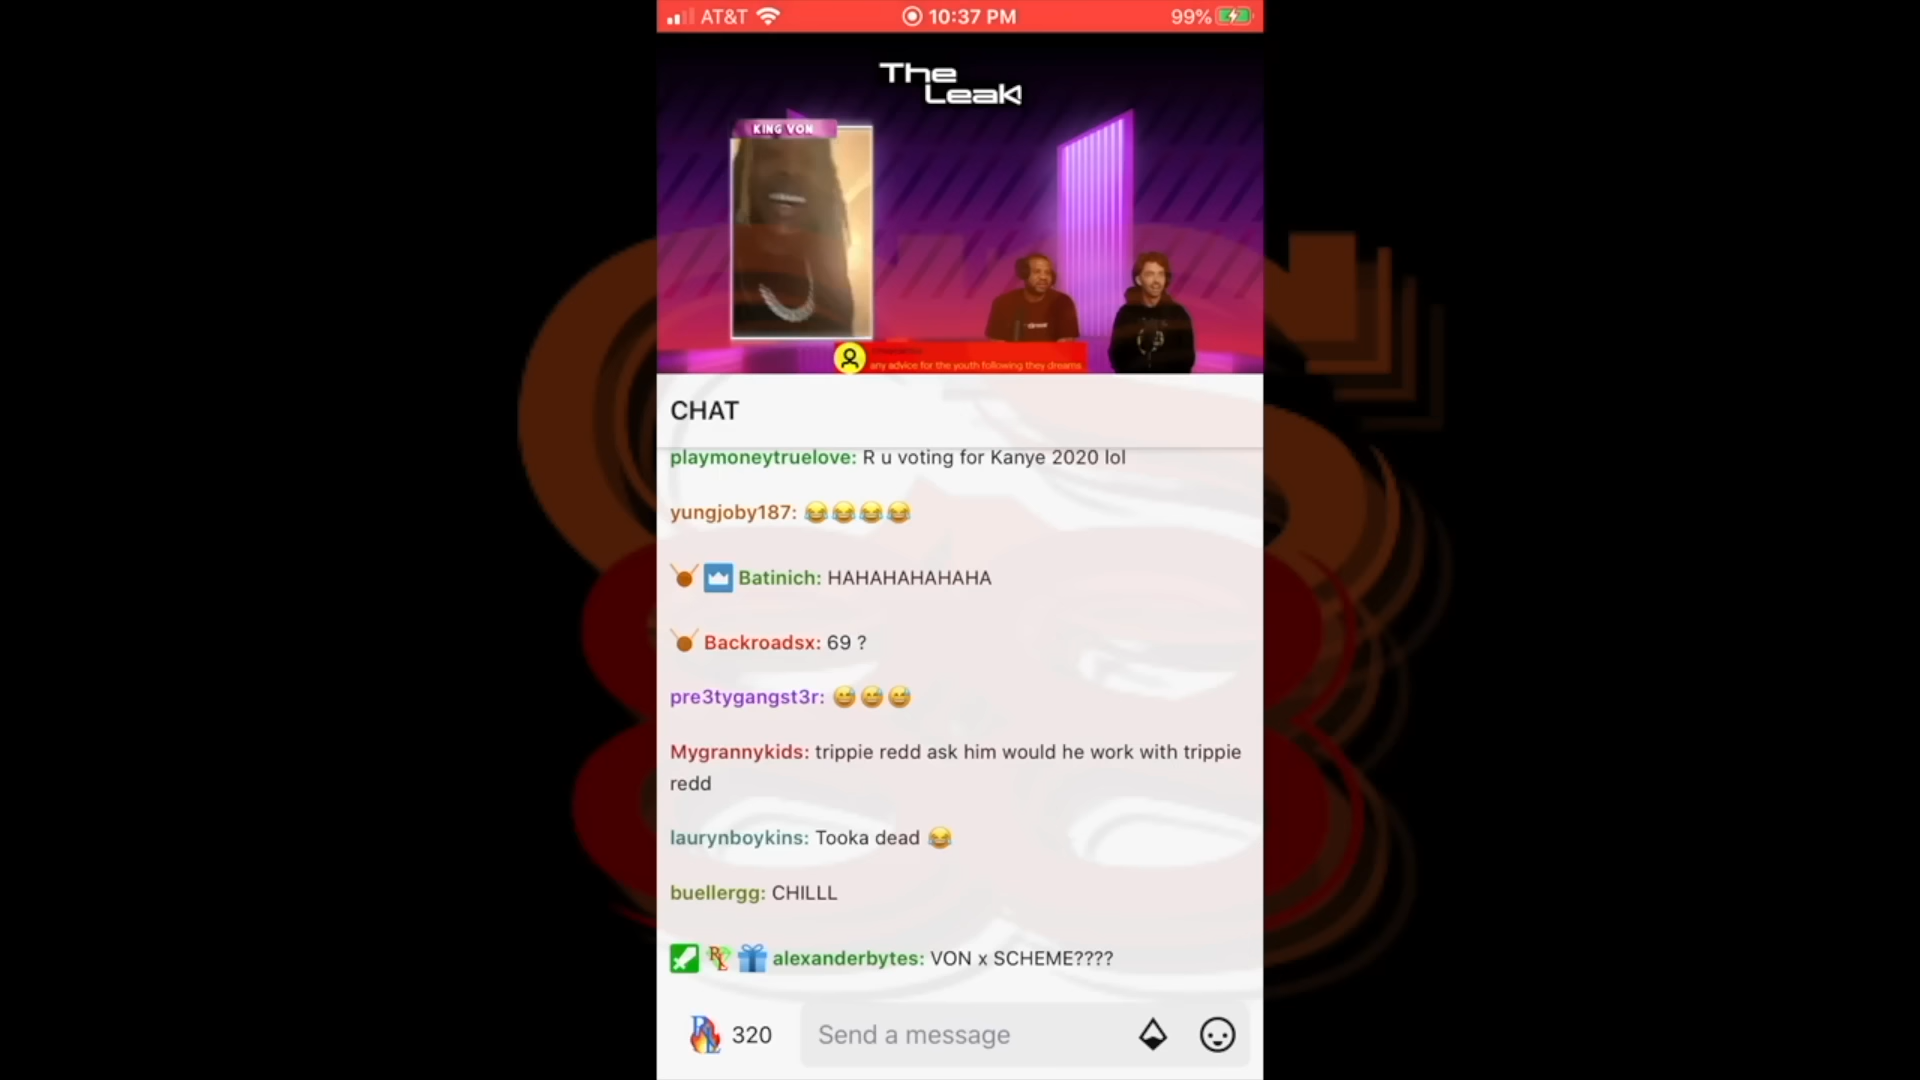 AT&T 10:37 PM 99%
The
Leak
KING VON
any advice for the youth following they dreams
CHAT
playmoneytruelove: R u voting for Kanye 2020 lol
yungjoby187: 😂😂😂😂
Batinich: HAHAHAHAHAHA
Backroadsx: 69 ?
pre3tygangst3r: 😅😅😅
Mygrannykids: trippie redd ask him would he work with trippie
redd
laurynboykins: Tooka dead 😂
buellergg: CHILLL
alexanderbytes: VON x SCHEME????
320 Send a message